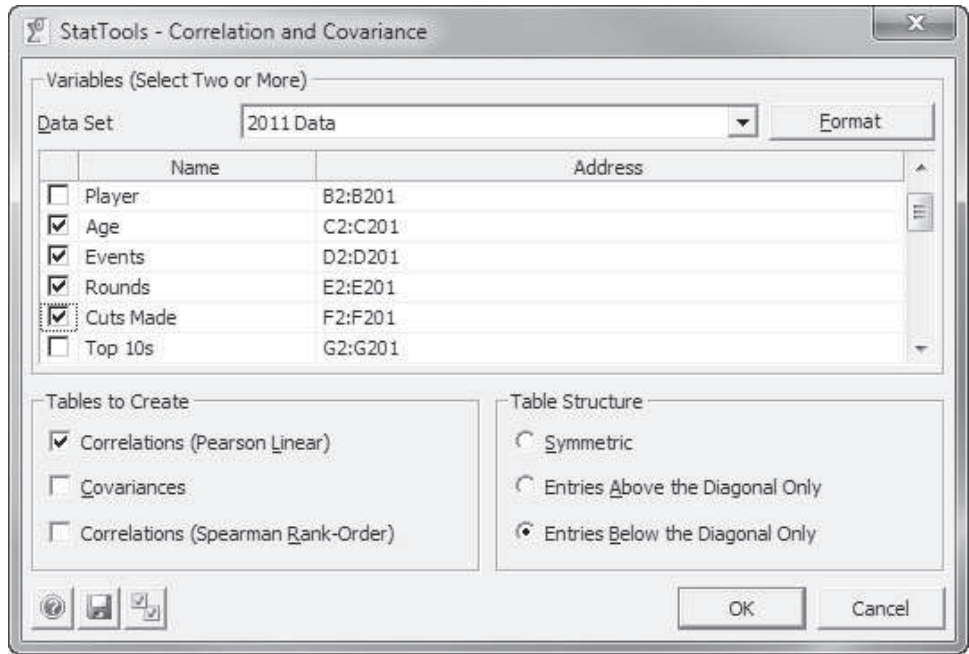 StatTools - Correlation and Covariance
Variables (Select Two or More)
Data Set 2011 Data Format
Name Address
Player B2:B201
Age C2:C201
Events D2:D201
Rounds E2:E201
Cuts Made F2:F201
Top 10s G2:G201
Tables to Create
Correlations (Pearson Linear)
Covariances
Correlations (Spearman Rank-Order)
Table Structure
Symmetric
Entries Above the Diagonal Only
Entries Below the Diagonal Only
OK Cancel